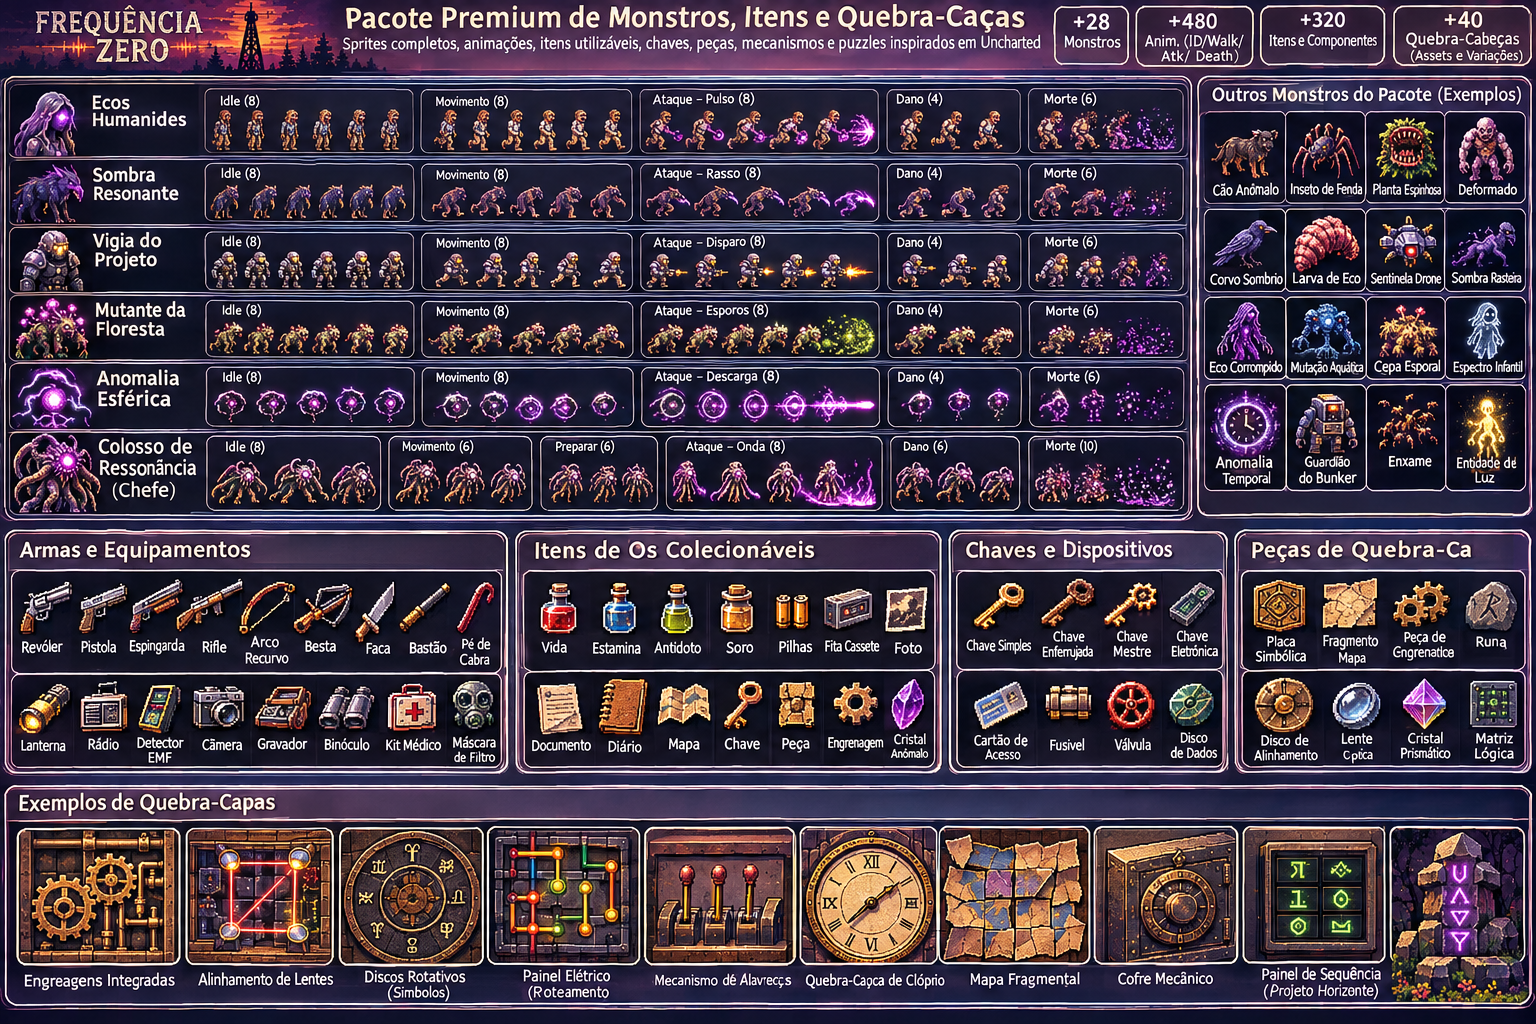 FREQUÊNCIA
ZERO
Pacote Premium de Monstros, Itens e Quebra-Caças
Sprites completos, animações, itens utilizáveis, chaves, peças, mecanismos e puzzles inspirados em Uncharted
+28
Monstros
+480
Anim. (ID/Walk/
Atk/ Death)
+320
Itens e Componentes
+40
Quebra-Cabeças
(Assets e Variações)
Ecos
Humanides
Idle (8)
Movimento (8)
Ataque – Pulso (8)
Dano (4)
Morte (6)
Sombra
Resonante
Idle (8)
Movimento (8)
Ataque – Rasso (8)
Dano (4)
Morte (6)
Vigia do
Projeto
Idle (8)
Movimento (8)
Ataque – Disparo (8)
Dano (4)
Morte (6)
Mutante da
Floresta
Idle (8)
Movimento (8)
Ataque – Esporos (8)
Dano (4)
Morte (6)
Anomalia
Esférica
Idle (8)
Movimento (8)
Ataque – Descarga (8)
Dano (4)
Morte (6)
Colosso de
Ressonância
(Chefe)
Idle (8)
Movimento (6)
Preparar (6)
Ataque – Onda (8)
Dano (6)
Morte (10)
Outros Monstros do Pacote (Exemplos)
Cão Anômalo
Inseto de Fenda
Planta Espinhosa
Deformado
Corvo Sombrio
Larva de Eco
Sentinela Drone
Sombra Rasteira
Eco Corrompido
Mutação Aquática
Cepa Esporal
Espectro Infantil
Anomalia
Temporal
Guardião
do Bunker
Enxame
Entidade de
Luz
Armas e Equipamentos
Revóler
Pistola
Espingarda
Rifle
Arco
Recurvo
Besta
Faca
Bastão
Pé de
Cabra
Lanterna
Rádio
Detector
EMF
Câmera
Gravador
Binóculo
Kit Médico
Máscara
de Filtro
Itens de Os Colecionáveis
Vida
Estamina
Antidoto
Soro
Pilhas
Fita Cassete
Foto
Documento
Diário
Mapa
Chave
Peça
Engrenagem
Cristal
Anômalo
Chaves e Dispositivos
Chave Simples
Chave
Enferrujada
Chave
Mestre
Chave
Eletrónica
Cartão de
Acesso
Fusivel
Válvula
Disco
de Dados
Peças de Quebra-Ca
Placa
Simbólica
Fragmento
Mapa
Peça de
Runa
Disco de
Alinhamento
Lente
Cristal
Prismático
Matriz
Lógica
Exemplos de Quebra-Capas
Engreagens Integradas
Alinhamento de Lentes
Discos Rotativos
(Simbolos)
Painel Elétrico
(Roteamento
Mecanismo de
Quebra-Caçca de Clóprio
Mapa Fragmental
Cofre Mecânico
Painel de Sequência
(Projeto Horizonte)